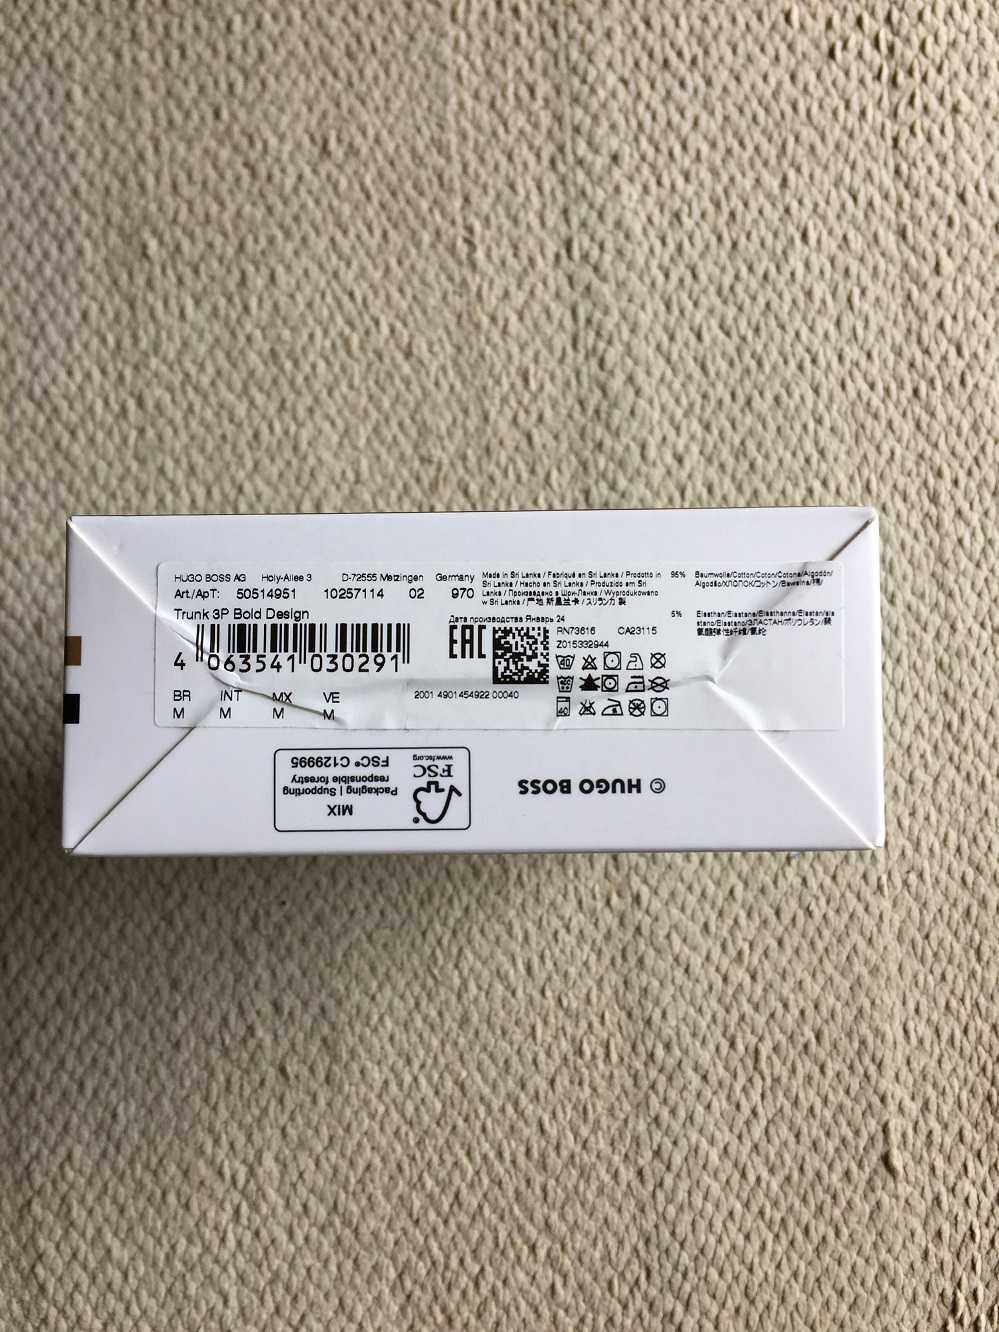 HUGO BOSS AG Holy-Allee 3 D-72555 Metzingen Germany
Art./ApT: 50514951 10257114 02 970
Trunk 3P Bold Design
4 063541 030291
BR INT MX VE
M M M M
Made in Sri Lanka / Fabriqué en Sri Lanka / Prodotto in
Sri Lanka / Hecho en Sri Lanka / Produzido em Sri
Lanka / Произведено в Шри-Ланка / Wyprodukowano
w Sri Lanka / 产地 斯里兰卡 / スリランカ 製
Дата производства Январь 24
EAC
RN73616 CA23115
Z015332944
40
40
2001 4901454922 00040
95% Baumwolle/Cotton/Coton/Cotone/Algodón/
Algodão/ХЛОПОК/コットン/Bawełna/棉/
5% Elasthan/Elastane/Elasthanne/Elastan/ela
stano/Elastano/ЭЛАСТАН/ポリウレタン/
© HUGO BOSS
MIX
Packaging | Supporting
responsible forestry
FSC® C129995
FSC
www.fsc.org